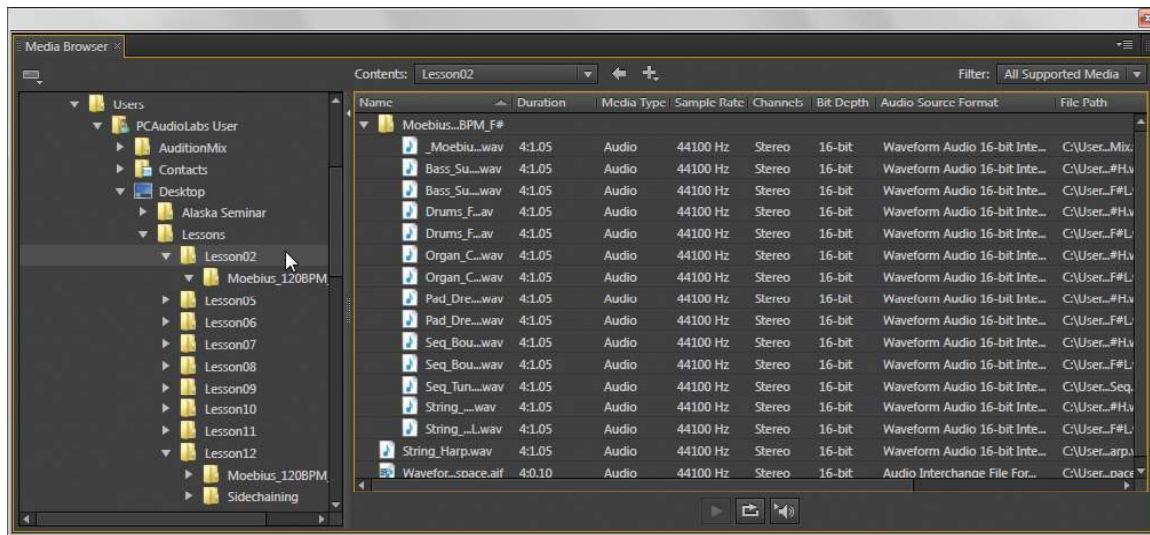 Media Browser
Contents: Lesson02
Filter: All Supported Media
Users
PCAudioLabs User
AuditionMix
Contacts
Desktop
Alaska Seminar
Lessons
Lesson02
Moebius_120BPM_
Lesson05
Lesson06
Lesson07
Lesson08
Lesson09
Lesson10
Lesson11
Lesson12
Moebius_120BPM_
Sidechaining
Name Duration Media Type Sample Rate Channels Bit Depth Audio Source Format File Path
Moebius...BPM_F#
_Moebiu...wav 4:1.05 Audio 44100 Hz Stereo 16-bit Waveform Audio 16-bit Inte... C:\User...Mix.
Bass_Su....wav 4:1.05 Audio 44100 Hz Stereo 16-bit Waveform Audio 16-bit Inte... C:\User...#H.v
Bass_Su....wav 4:1.05 Audio 44100 Hz Stereo 16-bit Waveform Audio 16-bit Inte... C:\User...F#L.
Drums_F...av 4:1.05 Audio 44100 Hz Stereo 16-bit Waveform Audio 16-bit Inte... C:\User...#H.v
Drums_F...av 4:1.05 Audio 44100 Hz Stereo 16-bit Waveform Audio 16-bit Inte... C:\User...F#L.
Organ_C...wav 4:1.05 Audio 44100 Hz Stereo 16-bit Waveform Audio 16-bit Inte... C:\User...#H.v
Organ_C...wav 4:1.05 Audio 44100 Hz Stereo 16-bit Waveform Audio 16-bit Inte... C:\User...F#L.
Pad_Dre....wav 4:1.05 Audio 44100 Hz Stereo 16-bit Waveform Audio 16-bit Inte... C:\User...#H.v
Pad_Dre....wav 4:1.05 Audio 44100 Hz Stereo 16-bit Waveform Audio 16-bit Inte... C:\User...F#L.
Seq_Bou...wav 4:1.05 Audio 44100 Hz Stereo 16-bit Waveform Audio 16-bit Inte... C:\User...#H.v
Seq_Bou...wav 4:1.05 Audio 44100 Hz Stereo 16-bit Waveform Audio 16-bit Inte... C:\User...F#L.
Seq_Tun....wav 4:1.05 Audio 44100 Hz Stereo 16-bit Waveform Audio 16-bit Inte... C:\User...Seq.
String_....wav 4:1.05 Audio 44100 Hz Stereo 16-bit Waveform Audio 16-bit Inte... C:\User...#H.v
String_...L.wav 4:1.05 Audio 44100 Hz Stereo 16-bit Waveform Audio 16-bit Inte... C:\User...F#L.
String_Harp.wav 4:1.05 Audio 44100 Hz Stereo 16-bit Waveform Audio 16-bit Inte... C:\User...arp.
Wavefor...space.aif 4:0.10 Audio 44100 Hz Stereo 16-bit Audio Interchange File For... C:\User...pace